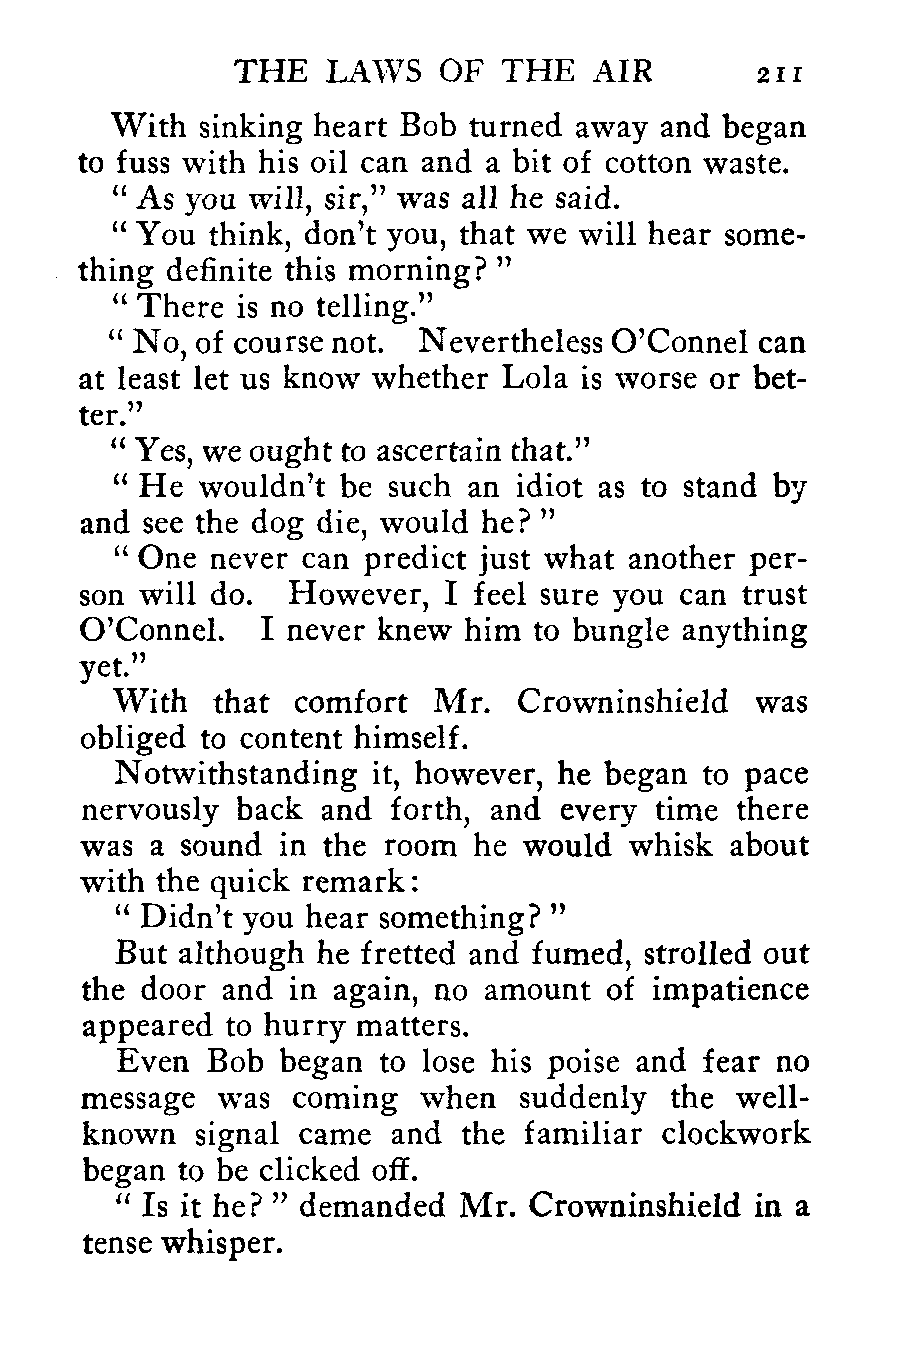 THE LAWS OF THE AIR 211
With sinking heart Bob turned away and began
to fuss with his oil can and a bit of cotton waste.
“ As you will, sir,” was all he said.
“ You think, don’t you, that we will hear some-
thing definite this morning? ”
“ There is no telling.”
“ No, of course not. Nevertheless O’Connel can
at least let us know whether Lola is worse or bet-
ter.”
“ Yes, we ought to ascertain that.”
“ He wouldn’t be such an idiot as to stand by
and see the dog die, would he? ”
“ One never can predict just what another per-
son will do. However, I feel sure you can trust
O’Connel. I never knew him to bungle anything
yet.”
With that comfort Mr. Crowninshield was
obliged to content himself.
Notwithstanding it, however, he began to pace
nervously back and forth, and every time there
was a sound in the room he would whisk about
with the quick remark:
“ Didn’t you hear something? ”
But although he fretted and fumed, strolled out
the door and in again, no amount of impatience
appeared to hurry matters.
Even Bob began to lose his poise and fear no
message was coming when suddenly the well-
known signal came and the familiar clockwork
began to be clicked off.
“ Is it he? ” demanded Mr. Crowninshield in a
tense whisper.